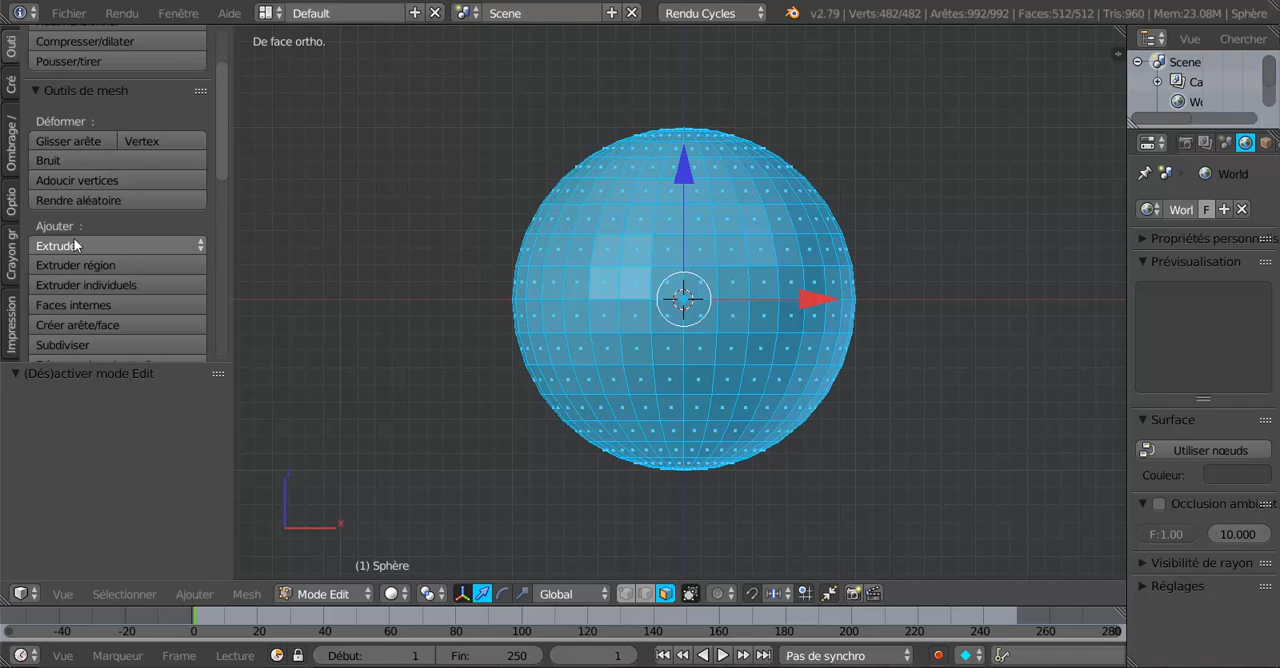 Fichier Rendu Fenêtre Aide Default Scene Rendu Cycles v2.79 | Verts:482/482 | Arêtes:992/992 | Faces:512/512 | Tris:960 | Mem:23.08M | Sphère
Compresser/dilater
Pousser/tirer
Outils de mesh
Déformer :
Glisser arête Vertex
Bruit
Adoucir vertices
Rendre aléatoire
Ajouter :
Extrude
Extruder région
Extruder individuels
Faces internes
Créer arête/face
Subdiviser
(Dés)activer mode Edit
Outi
Cré
Ombrage /
Optio
Crayon gr
Impression
De face ortho.
z
x
(1) Sphère
Vue Chercher
Scene
Ca
Wc
World
Worl F
Propriétés personn
Prévisualisation
Surface
Utiliser nœuds
Couleur:
Occlusion ambiant
F:1.00 10.000
Visibilité de rayon
Réglages
Vue Sélectionner Ajouter Mesh Mode Edit Global
-40 -20 0 20 40 60 80 100 120 140 160 180 200 220 240 260 280
Vue Marqueur Frame Lecture Début: 1 Fin: 250 1 Pas de synchro